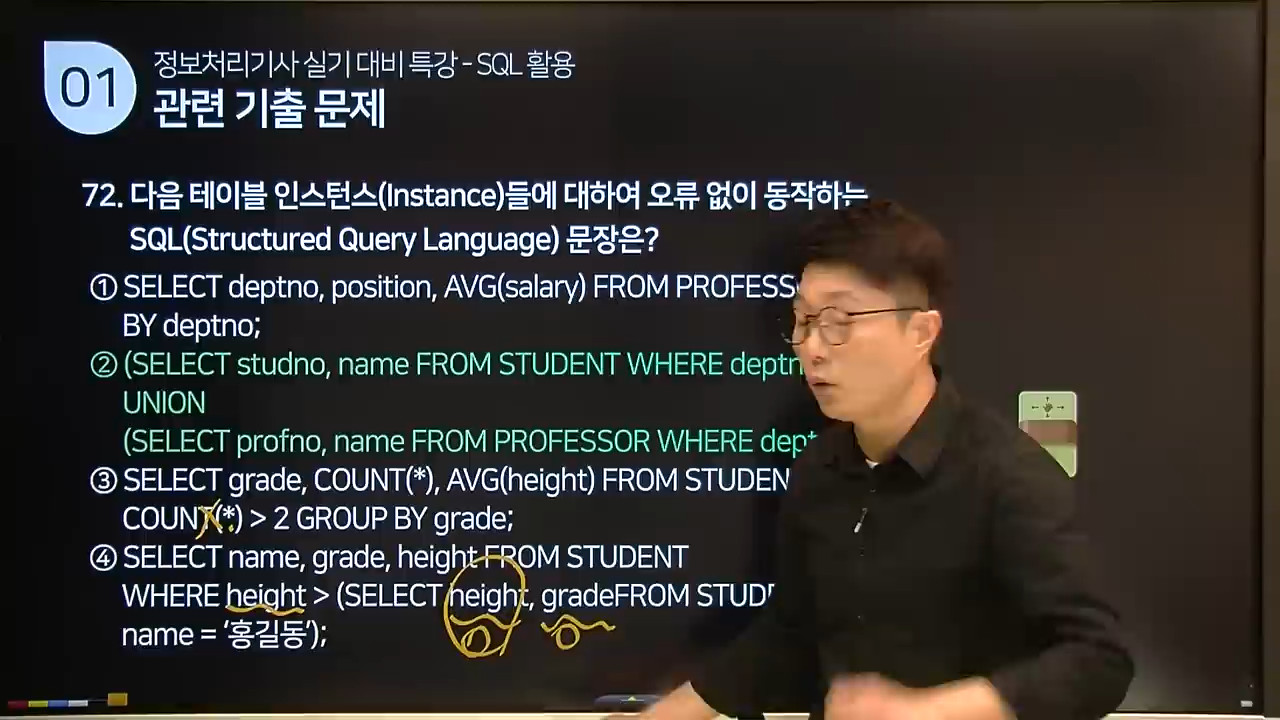 01
정보처리기사 실기 대비 특강 - SQL 활용
관련 기출 문제
72. 다음 테이블 인스턴스(Instance)들에 대하여 오류 없이 동작하는
SQL(Structured Query Language) 문장은?
① SELECT deptno, position, AVG(salary) FROM
BY deptno;
② (SELECT studno, name FROM STUDENT WHERE
UNION
(SELECT profno, name FROM PROFESSOR WHERE
③ SELECT grade, COUNT(*), AVG(height) FROM
COUNT(*) > 2 GROUP BY grade;
④ SELECT name, grade, height FROM STUDENT
WHERE height > (SELECT height, gradeFROM
name = ‘홍길동’);